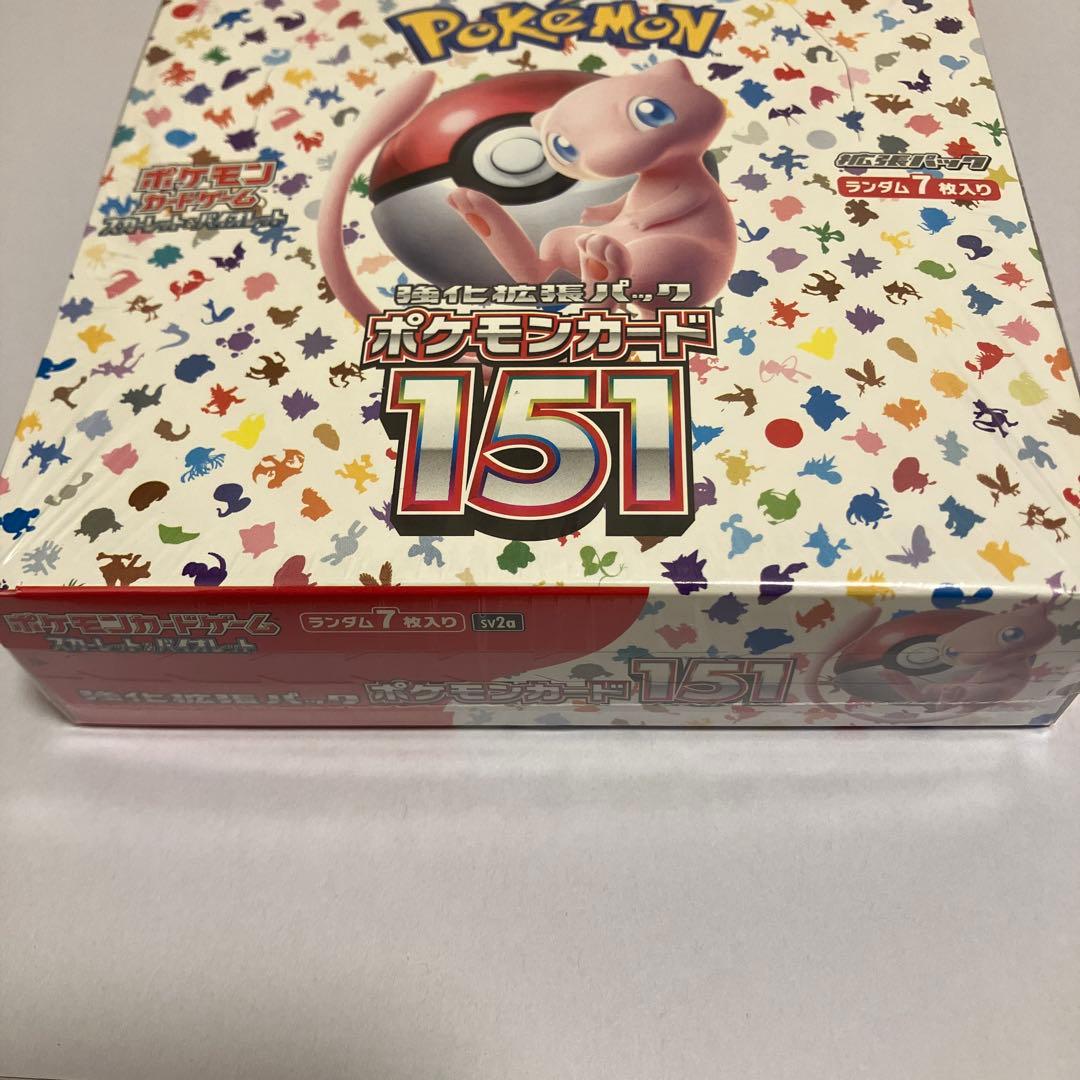 POKÉMON
ポケモン
カードゲーム
スカーレット&バイオレット
拡張パック
ランダム7枚入り
強化拡張パック
ポケモンカード
151
ポケモンカードゲーム
スカーレット&バイオレット
ランダム7枚入り
sv2a
強化拡張パック ポケモンカード 151